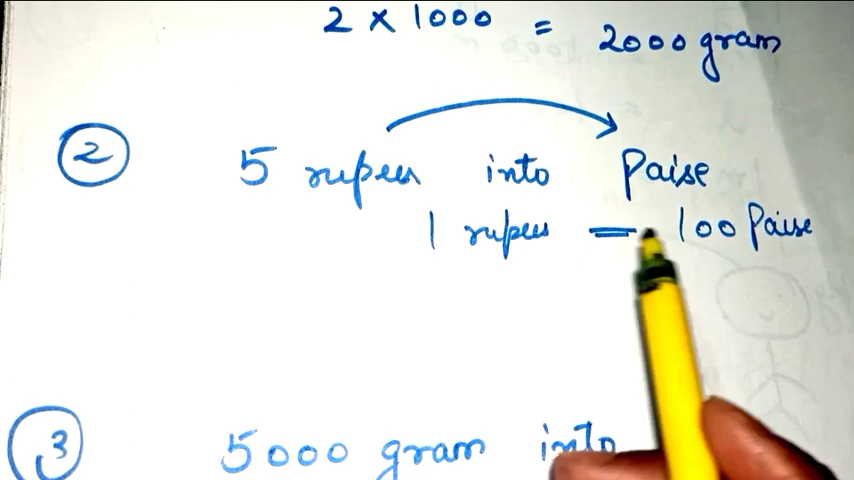 2 x 1000 = 2000 gram
2 5 rupees into Paise
1 rupees = 100 Paise
3 5000 gram into